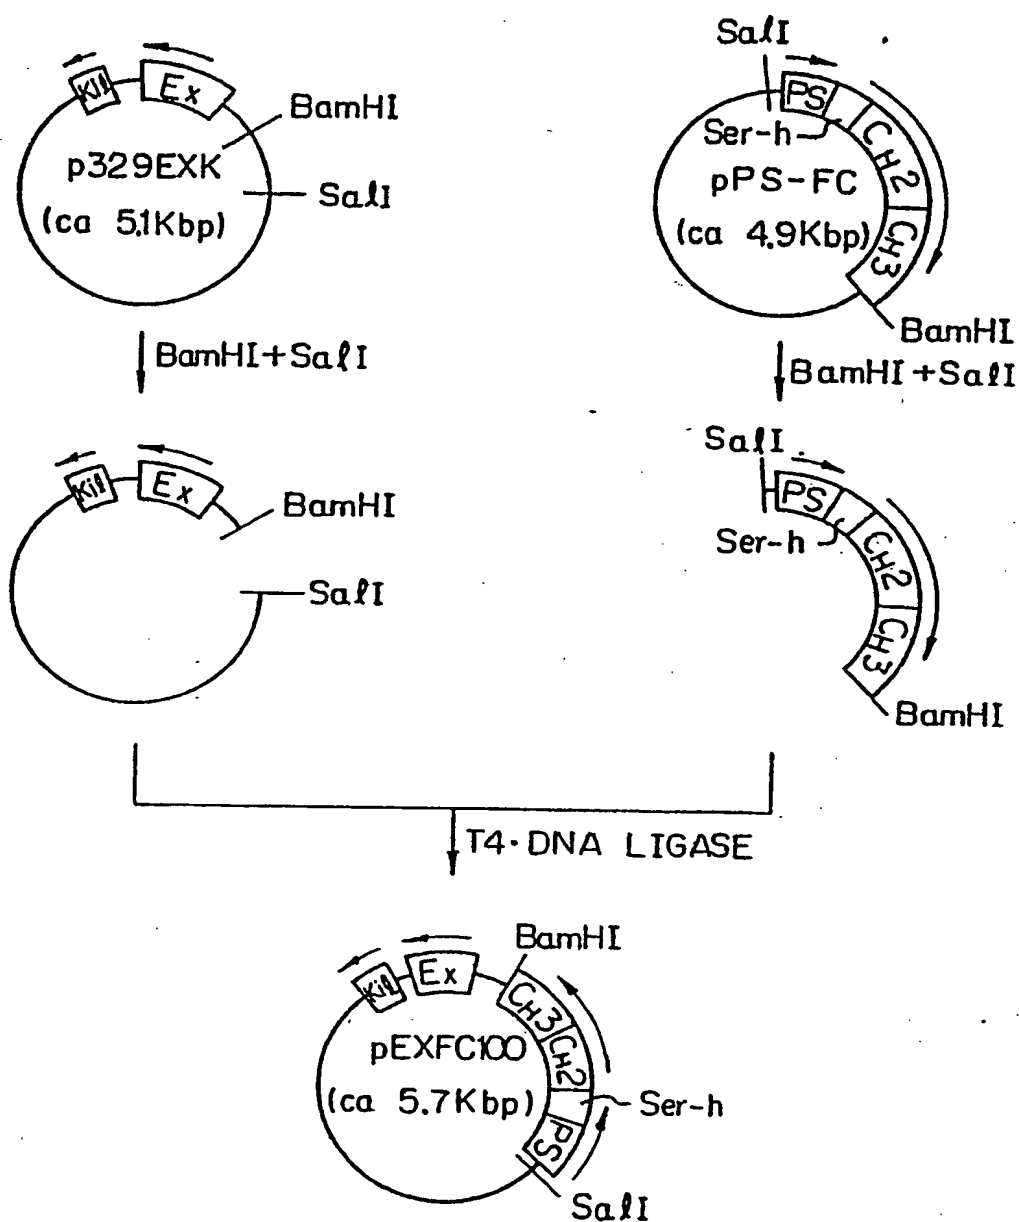 Kil
Ex
BamHI
p329EXK
SalI
(ca 5.1Kbp)
BamHI+SalI
SalI
PS
Ser-h
CH2
pPS-FC
(ca 4.9Kbp)
CH3
BamHI
BamHI+SalI
Kil
Ex
BamHI
SalI
SalI
PS
Ser-h
CH2
CH3
BamHI
T4·DNA LIGASE
BamHI
Kil
Ex
CH3
CH2
pEXFC100
(ca 5.7Kbp)
Ser-h
PS
SalI